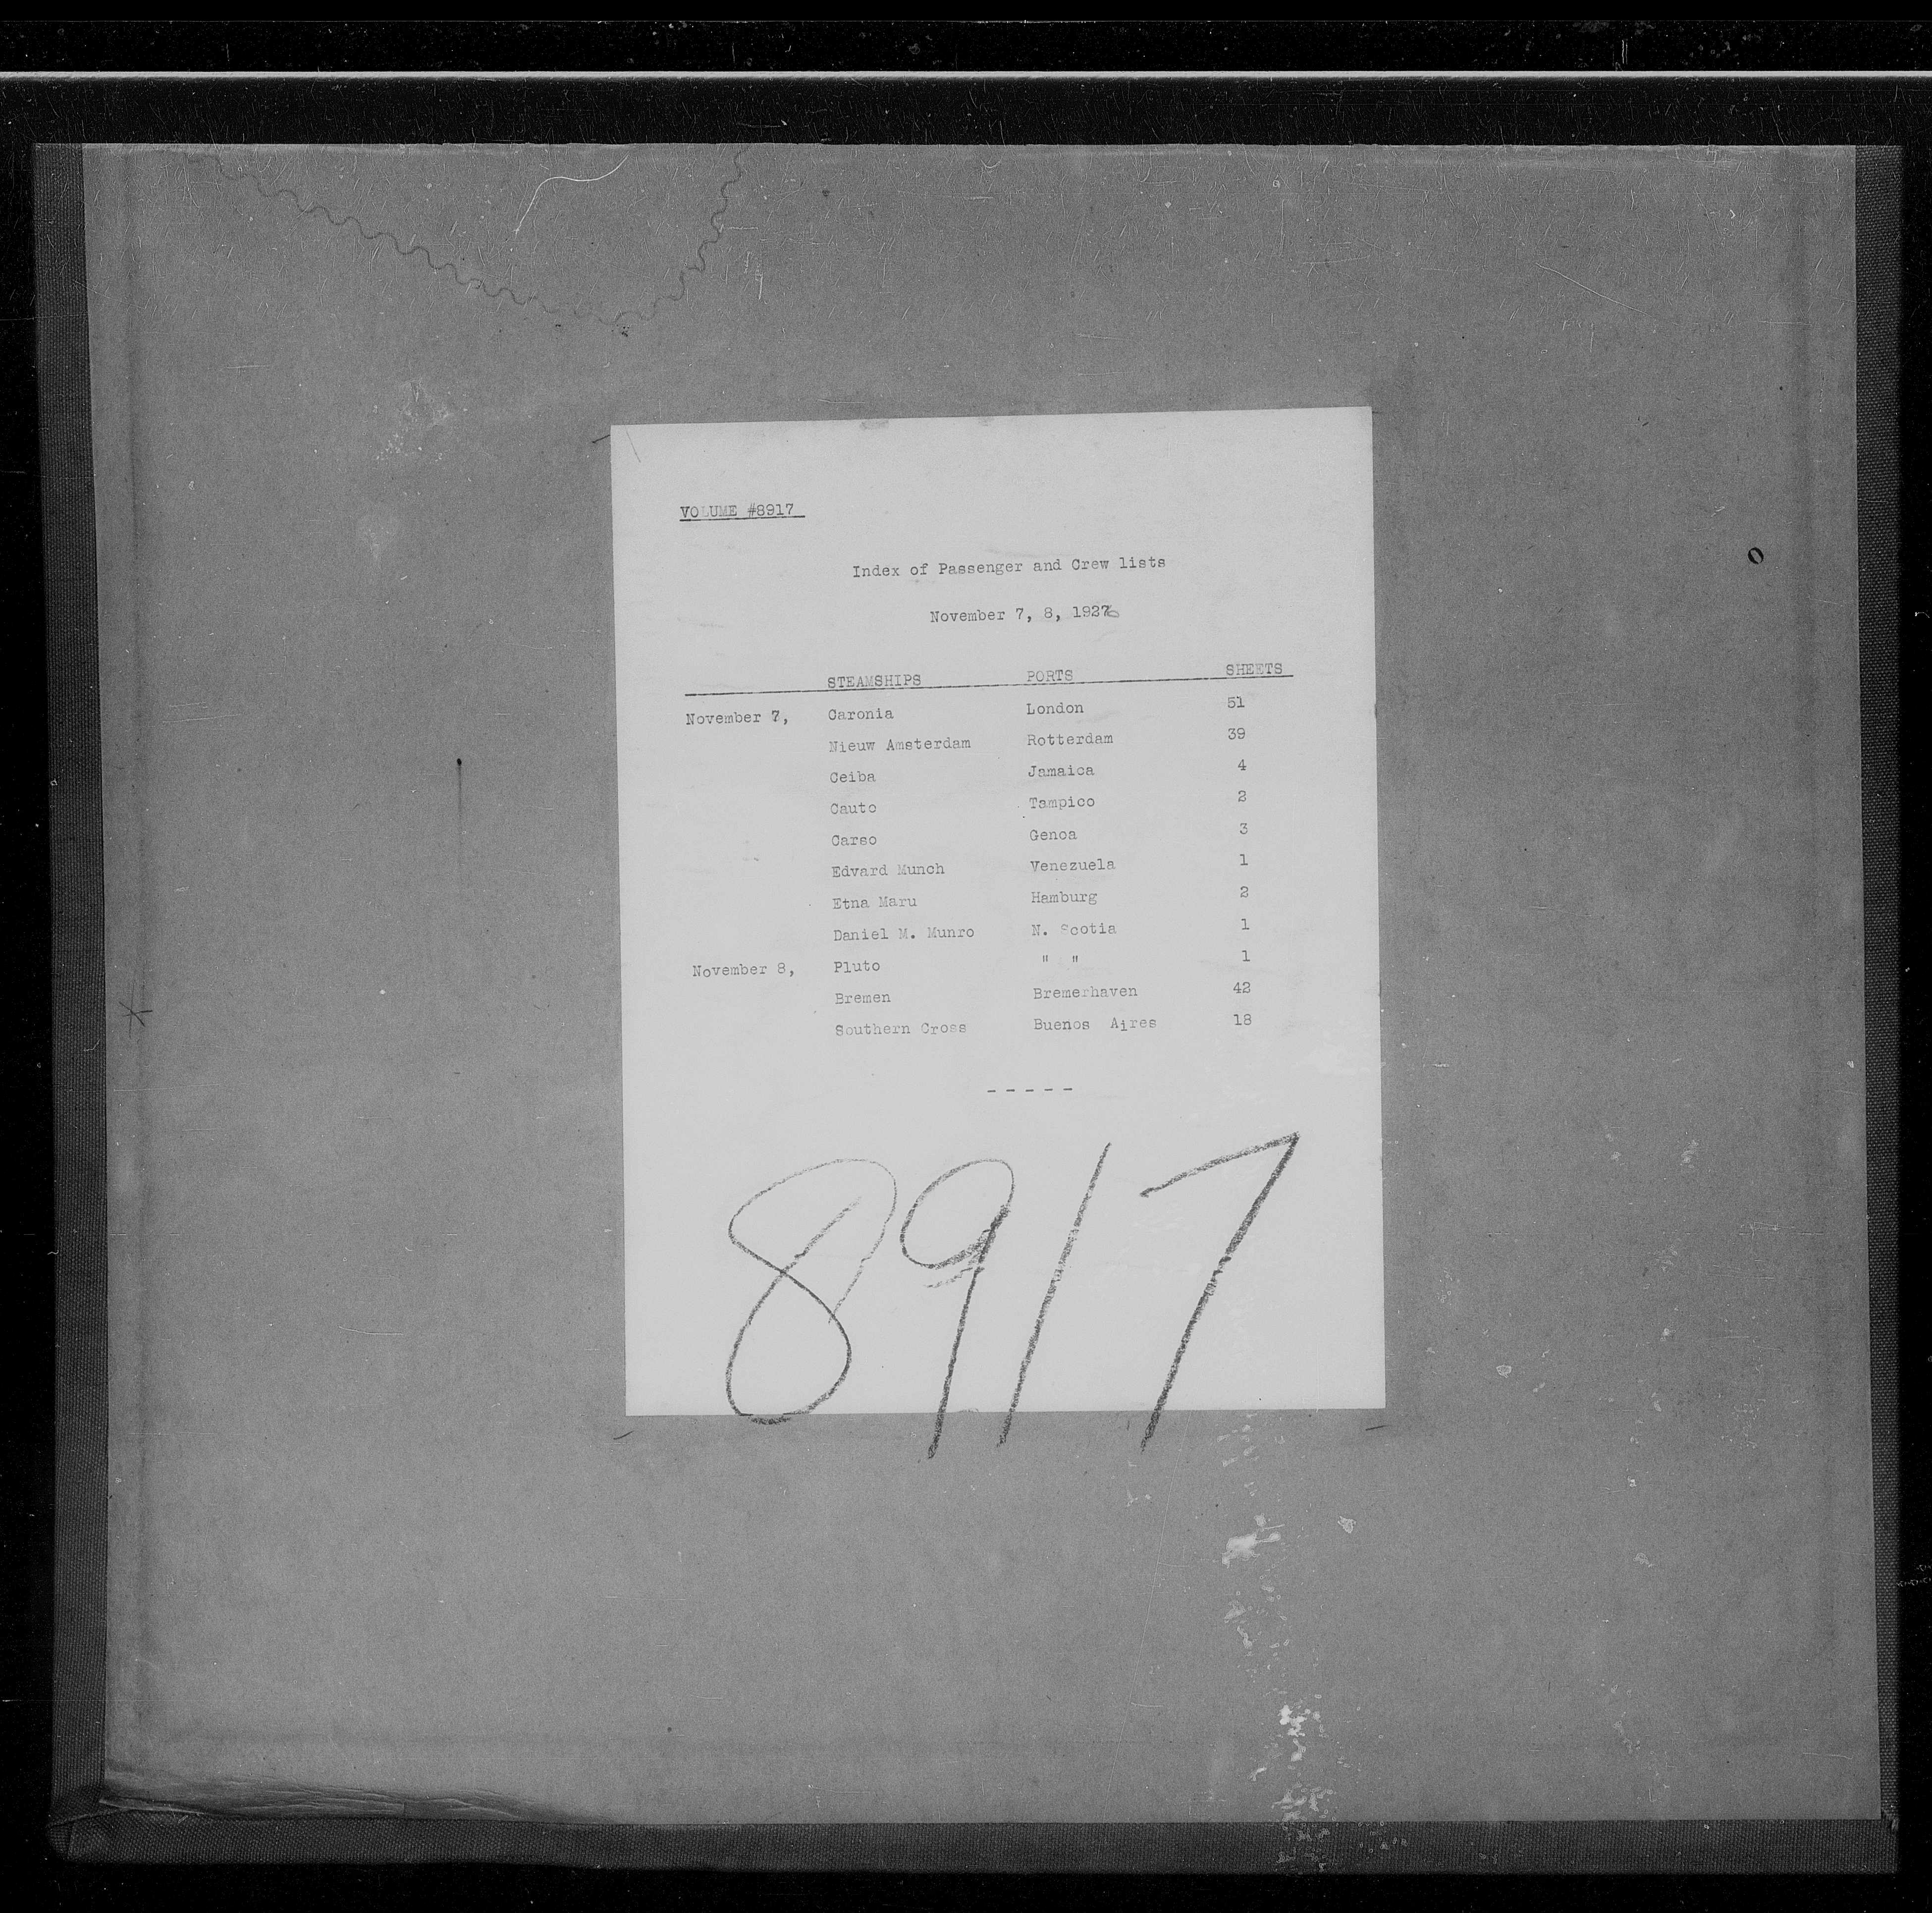 VOLUME #8917
Index of Passenger and Crew lists
November 7, 8, 1927
STEAMSHIPS PORTS SHEETS
November 7, Caronia London 51
Nieuw Amsterdam Rotterdam 39
Ceiba Jamaica 4
Cauto Tampico 2
Carso Genoa 3
Edvard Munch Venezuela 1
Etna Maru Hamburg 2
Daniel M. Munro N. Scotia 1
November 8, Pluto " " 1
Bremen Bremerhaven 42
Southern Cross Buenos Aires 18
- - - - -
8917